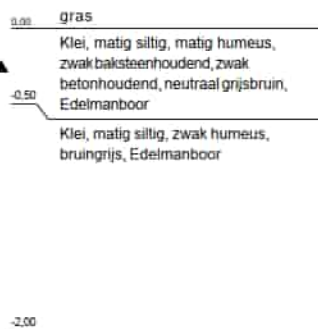 0.00 gras
Klei, matig siltig, matig humeus,
zwak baksteenhoudend, zwak
betonhoudend, neutraal grijsbruin,
-0,50
Edelmanboor
Klei, matig siltig, zwak humeus,
bruingrijs, Edelmanboor
-2,00